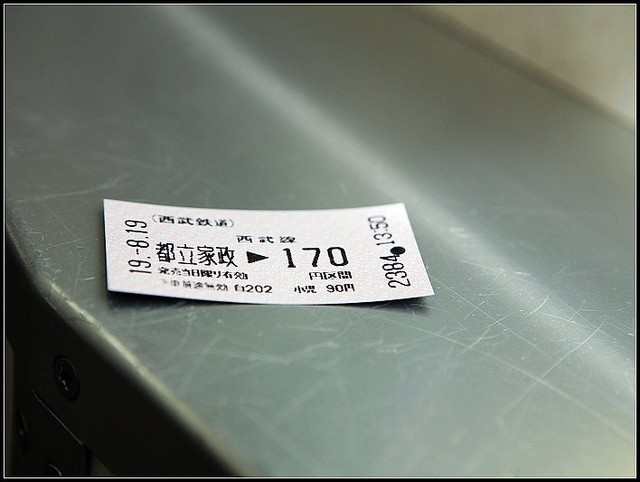 (西武鉄道)
西武線
都立家政 ▶ 170
円区間
発売当日限り有効
下車前途無効 自202 小児 90円
19.-8.19
2384 13:50